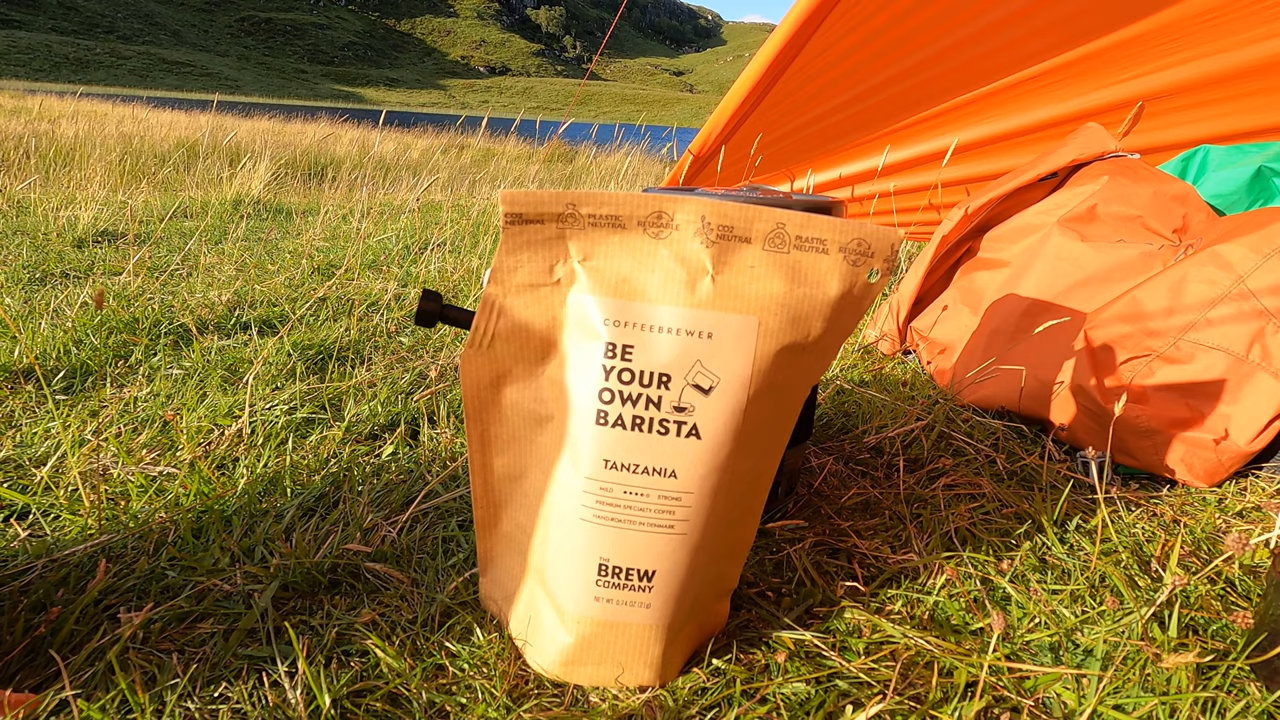 CO2 NEUTRAL PLASTIC NEUTRAL REUSABLE CO2 NEUTRAL PLASTIC NEUTRAL REUSABLE
COFFEEBREWER
BE
YOUR
OWN
BARISTA
TANZANIA
MILD STRONG
PREMIUM SPECIALTY COFFEE
HAND-ROASTED IN DENMARK
THE
BREW
COMPANY
NET WT. 0.74 OZ (21g)